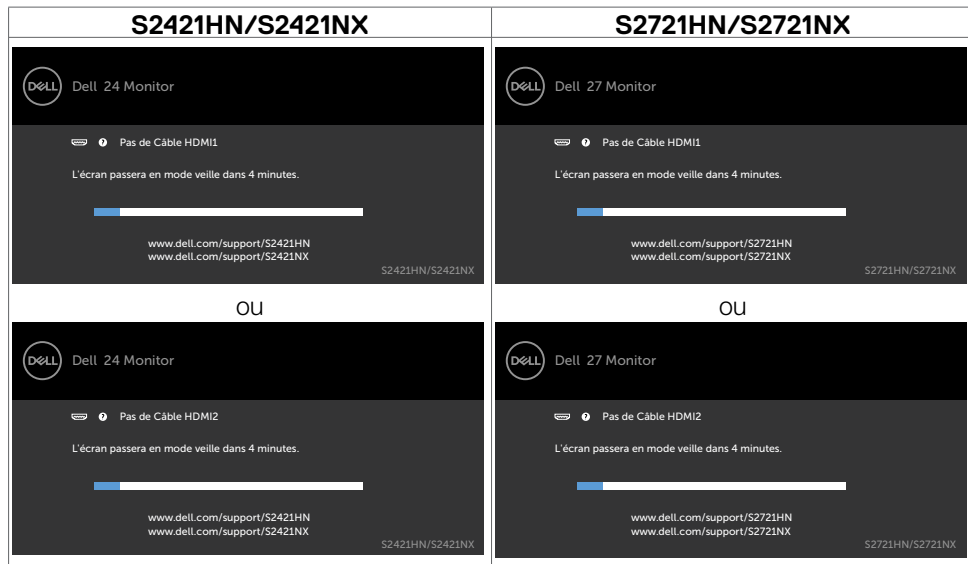 S2421HN/S2421NX
S2721HN/S2721NX
DELL Dell 24 Monitor
Pas de Câble HDMI1
L'écran passera en mode veille dans 4 minutes.
www.dell.com/support/S2421HN
www.dell.com/support/S2421NX
S2421HN/S2421NX
DELL Dell 27 Monitor
Pas de Câble HDMI1
L'écran passera en mode veille dans 4 minutes.
www.dell.com/support/S2721HN
www.dell.com/support/S2721NX
S2721HN/S2721NX
ou
ou
DELL Dell 24 Monitor
Pas de Câble HDMI2
L'écran passera en mode veille dans 4 minutes.
www.dell.com/support/S2421HN
www.dell.com/support/S2421NX
S2421HN/S2421NX
DELL Dell 27 Monitor
Pas de Câble HDMI2
L'écran passera en mode veille dans 4 minutes.
www.dell.com/support/S2721HN
www.dell.com/support/S2721NX
S2721HN/S2721NX